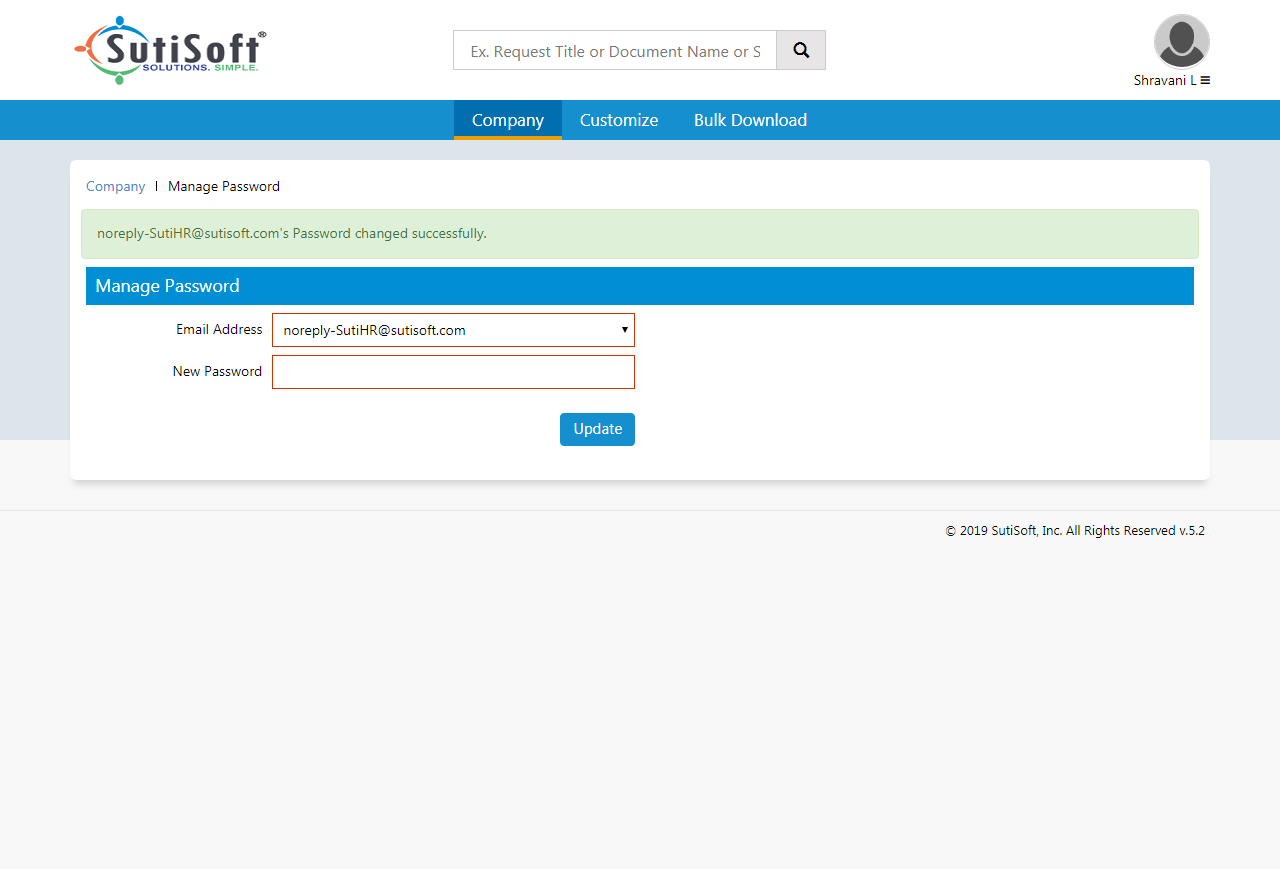 SutiSoft®
SOLUTIONS. SIMPLE.
Ex. Request Title or Document Name or S
Shravani L
Company Customize Bulk Download
Company | Manage Password
noreply-SutiHR@sutisoft.com's Password changed successfully.
Manage Password
Email Address noreply-SutiHR@sutisoft.com
New Password
Update
© 2019 SutiSoft, Inc. All Rights Reserved v.5.2